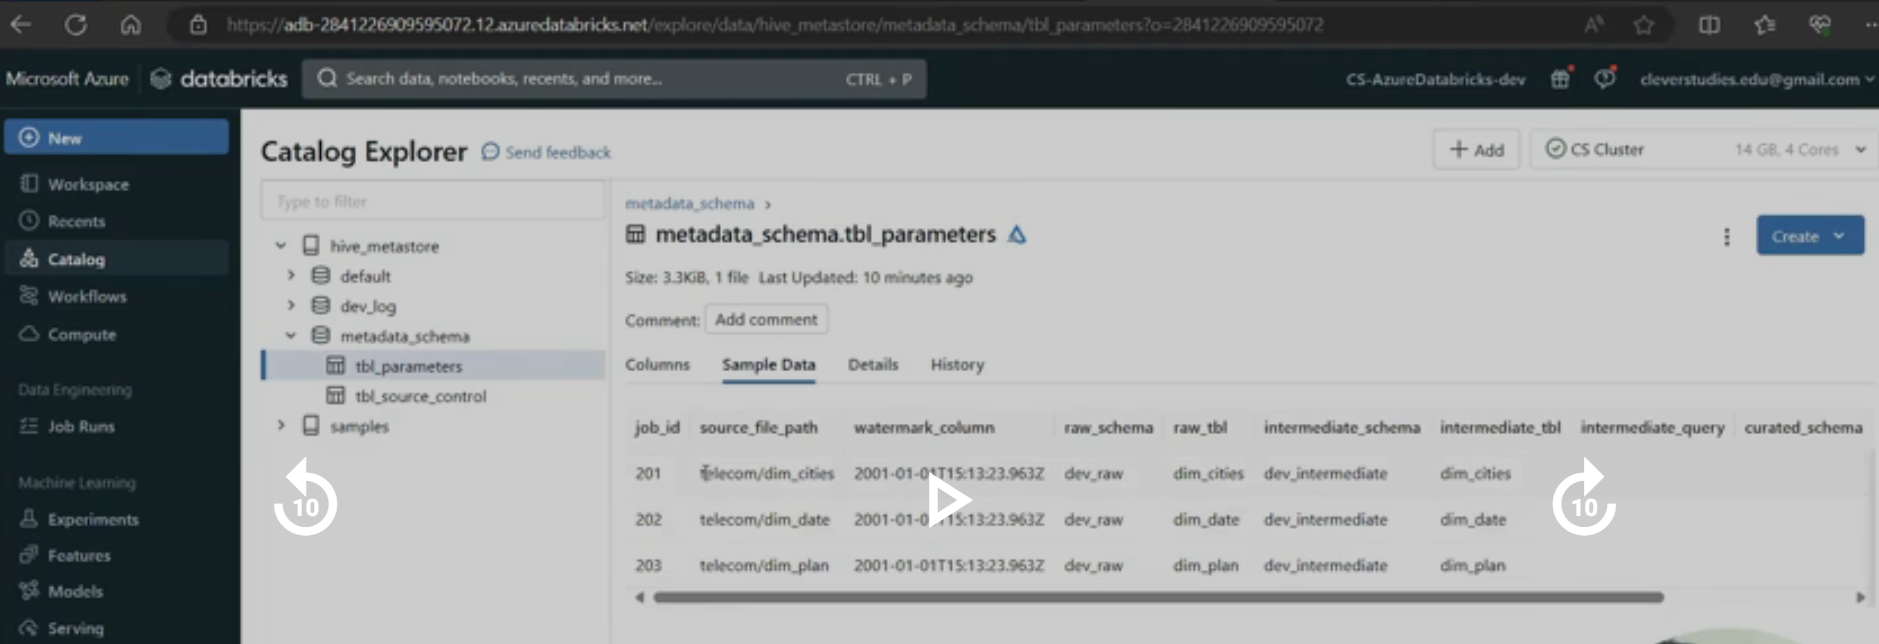 https://adb-2841226909595072.12.azuredatabricks.net/explore/data/hive_metastore/metadata_schema/tbl_parameters?o=2841226909595072
Microsoft Azure databricks Search data, notebooks, recents, and more... CTRL + P CS-AzureDatabricks-dev cleverstudies.edu@gmail.com
New
Workspace
Recents
Catalog
Workflows
Compute
Data Engineering
Job Runs
Machine Learning
Experiments
Features
Models
Serving
Catalog Explorer Send feedback
+ Add CS Cluster 14 GB, 4 Cores
Type to filter
hive_metastore
default
dev_log
metadata_schema
tbl_parameters
tbl_source_control
samples
metadata_schema >
metadata_schema.tbl_parameters
Create
Size: 3.3KiB, 1 file Last Updated: 10 minutes ago
Comment: Add comment
Columns Sample Data Details History
job_id source_file_path watermark_column raw_schema raw_tbl intermediate_schema intermediate_tbl intermediate_query curated_schema
201 telecom/dim_cities 2001-01-01T15:13:23.963Z dev_raw dim_cities dev_intermediate dim_cities
202 telecom/dim_date 2001-01-01T15:13:23.963Z dev_raw dim_date dev_intermediate dim_date
203 telecom/dim_plan 2001-01-01T15:13:23.963Z dev_raw dim_plan dev_intermediate dim_plan
10
10